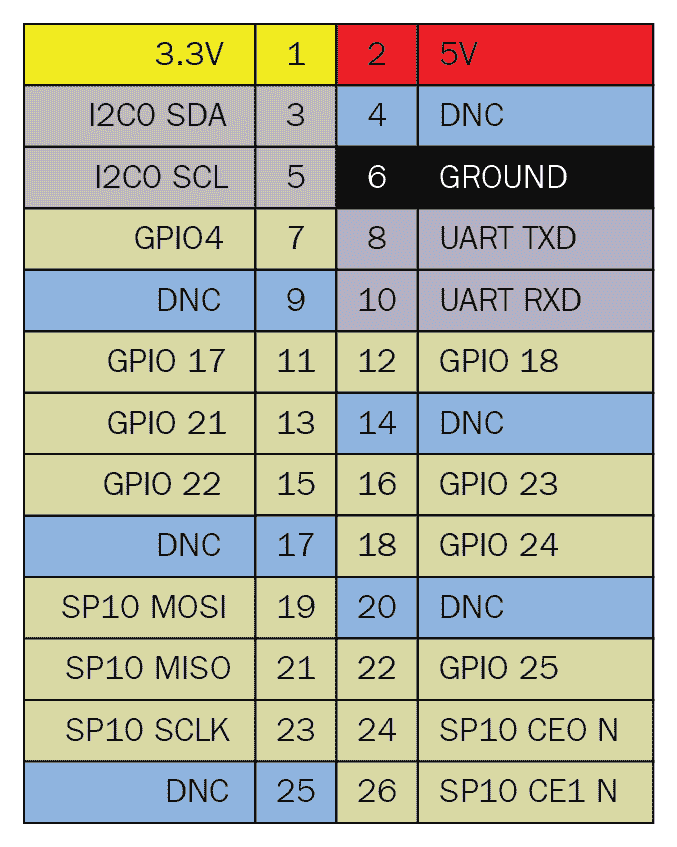 3.3V 1 2 5V
I2C0 SDA 3 4 DNC
I2C0 SCL 5 6 GROUND
GPIO4 7 8 UART TXD
DNC 9 10 UART RXD
GPIO 17 11 12 GPIO 18
GPIO 21 13 14 DNC
GPIO 22 15 16 GPIO 23
DNC 17 18 GPIO 24
SP10 MOSI 19 20 DNC
SP10 MISO 21 22 GPIO 25
SP10 SCLK 23 24 SP10 CE0 N
DNC 25 26 SP10 CE1 N